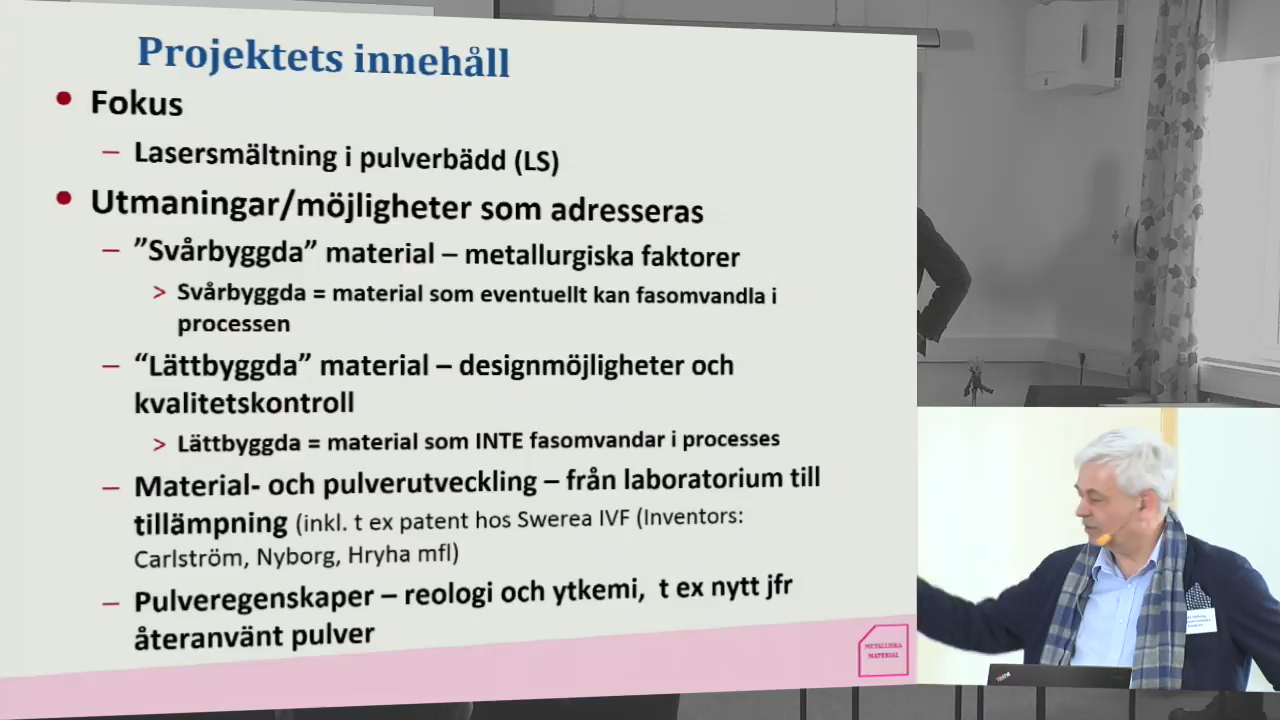 Projektets innehåll
• Fokus
– Lasersmältning i pulverbädd (LS)
• Utmaningar/möjligheter som adresseras
– ”Svårbyggda” material – metallurgiska faktorer
> Svårbyggda = material som eventuellt kan fasomvandla i
processen
– “Lättbyggda” material – designmöjligheter och
kvalitetskontroll
> Lättbyggda = material som INTE fasomvandar i processes
– Material- och pulverutveckling – från laboratorium till
tillämpning (inkl. t ex patent hos Swerea IVF (Inventors:
Carlström, Nyborg, Hryha mfl)
– Pulveregenskaper – reologi och ytkemi, t ex nytt jfr
återanvänt pulver
METALLISKA
MATERIAL